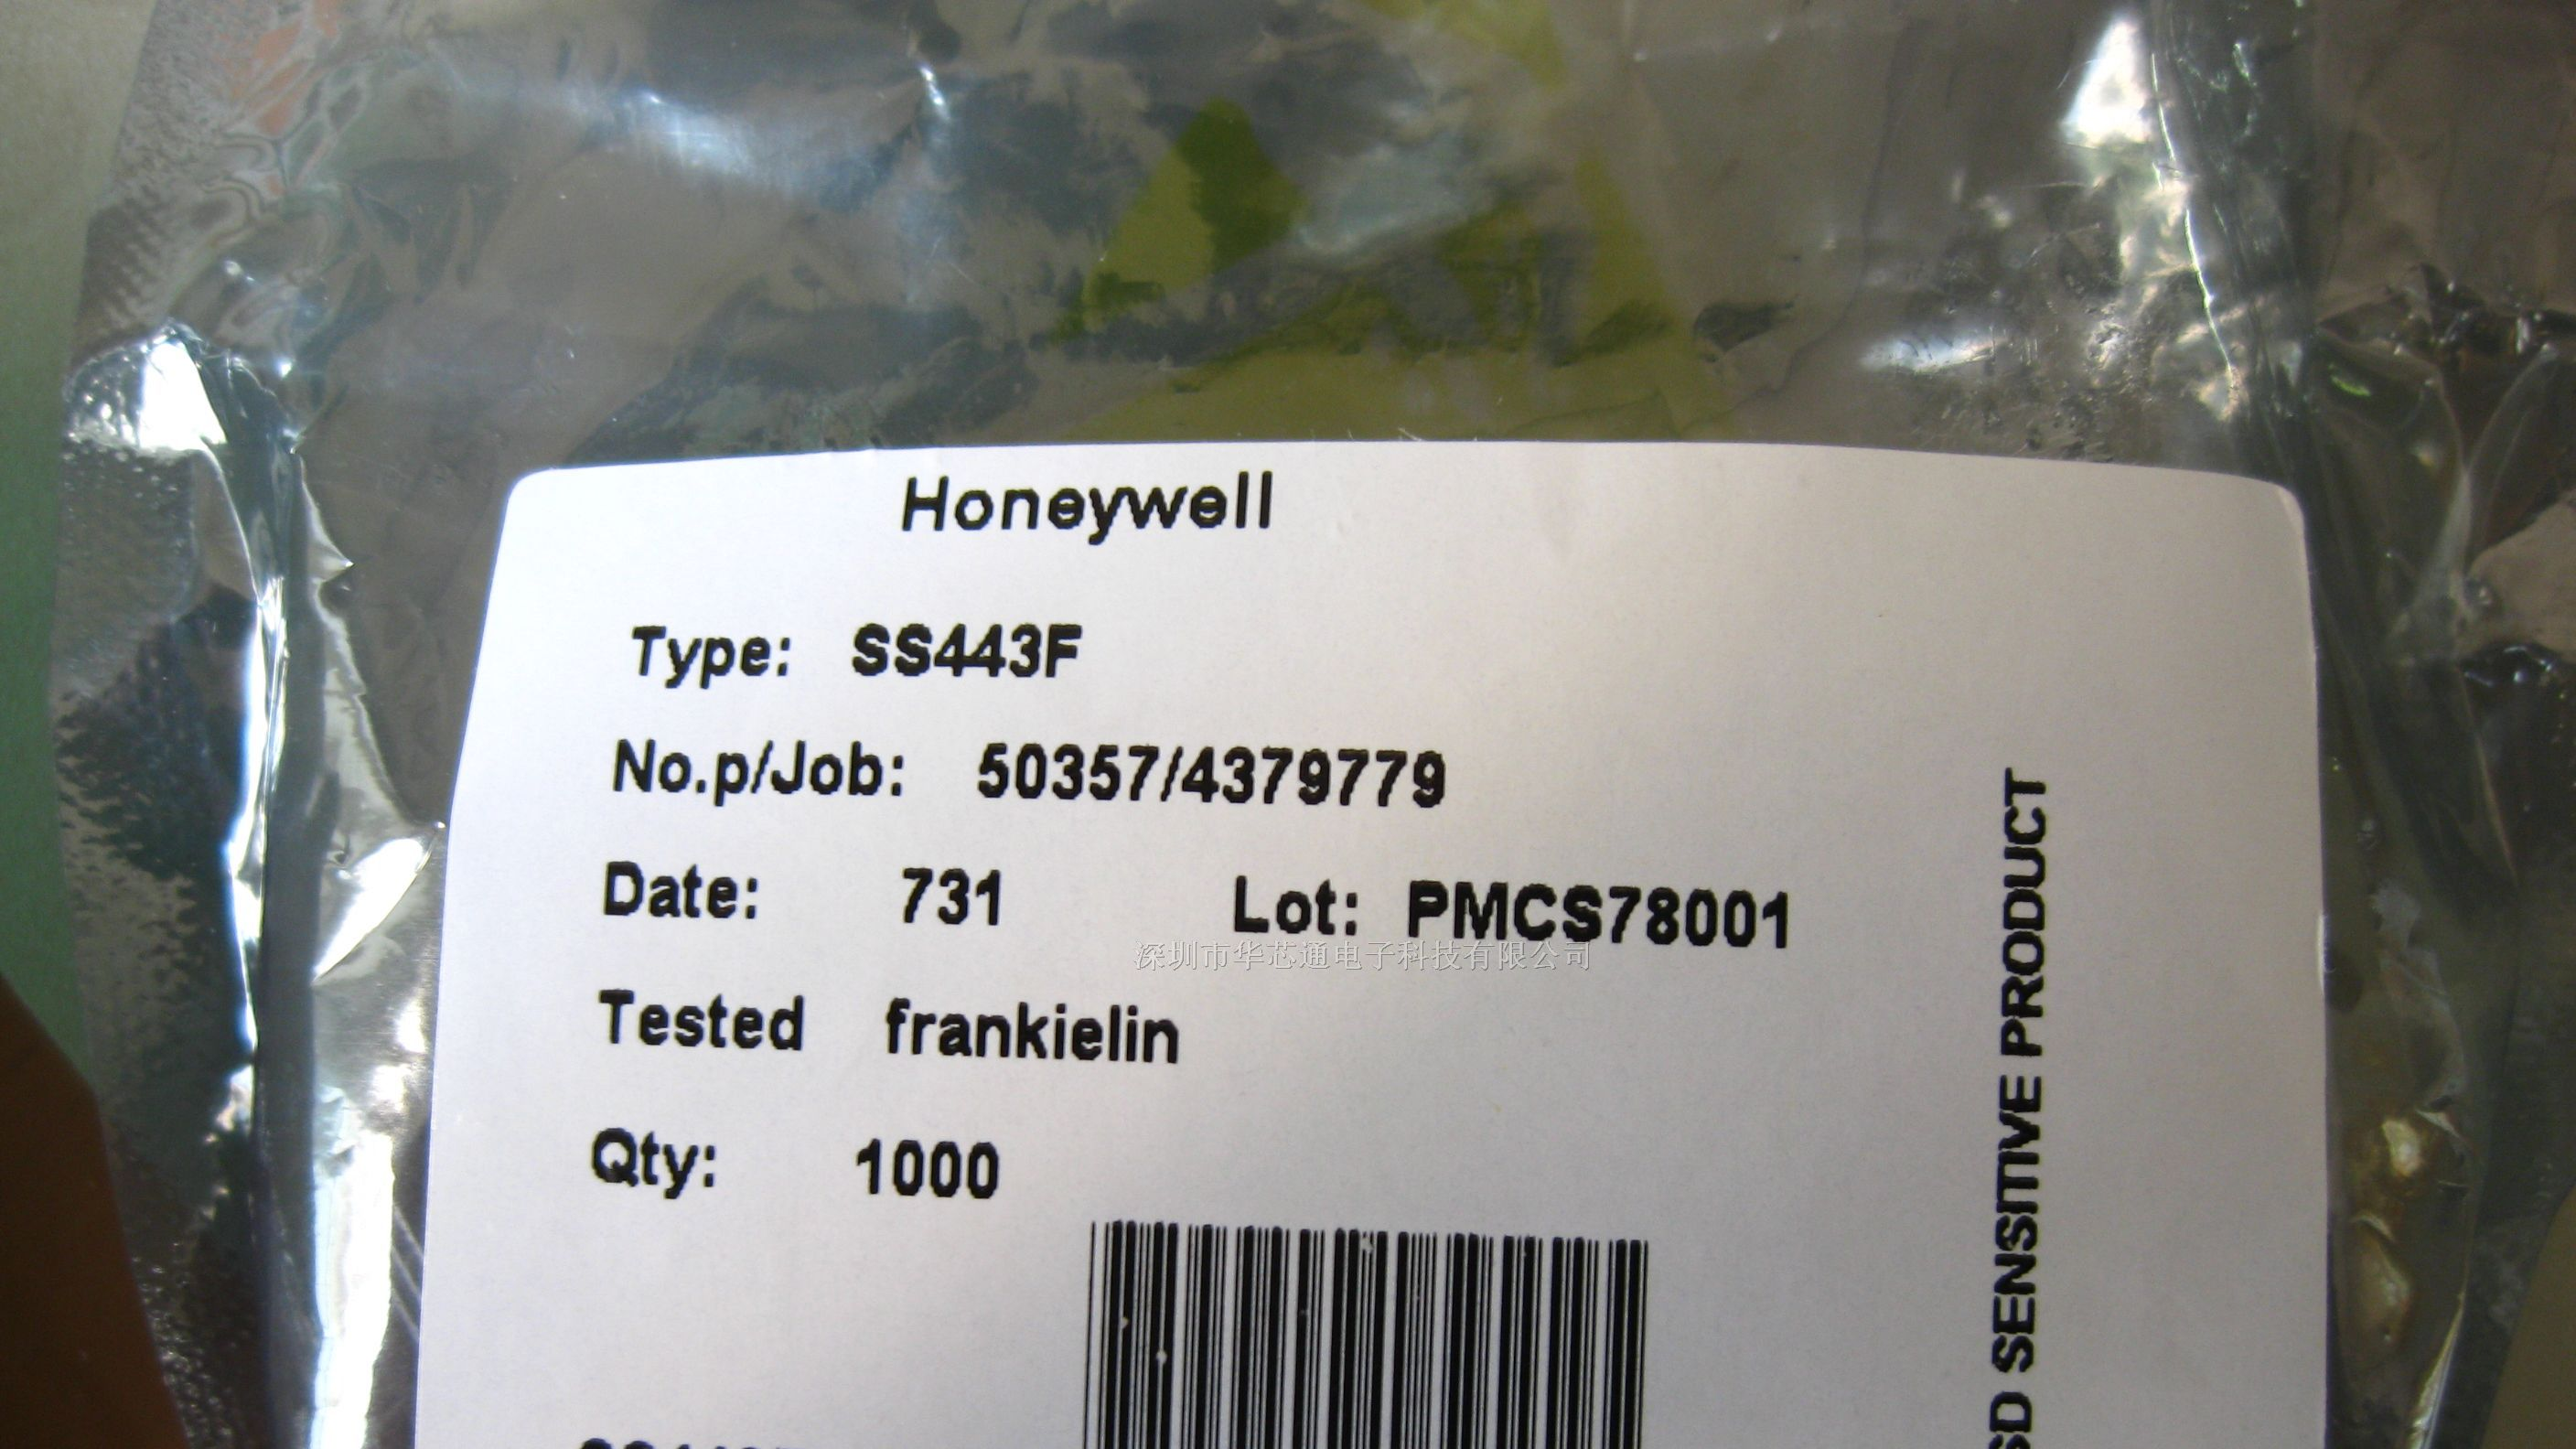 Honeywell
Type: SS443F
No.p/Job: 50357/4379779
Date: 731 Lot: PMCS78001
深圳市华芯通电子科技有限公司
Tested frankielin
Qty: 1000
SD SENSITIVE PRODUCT